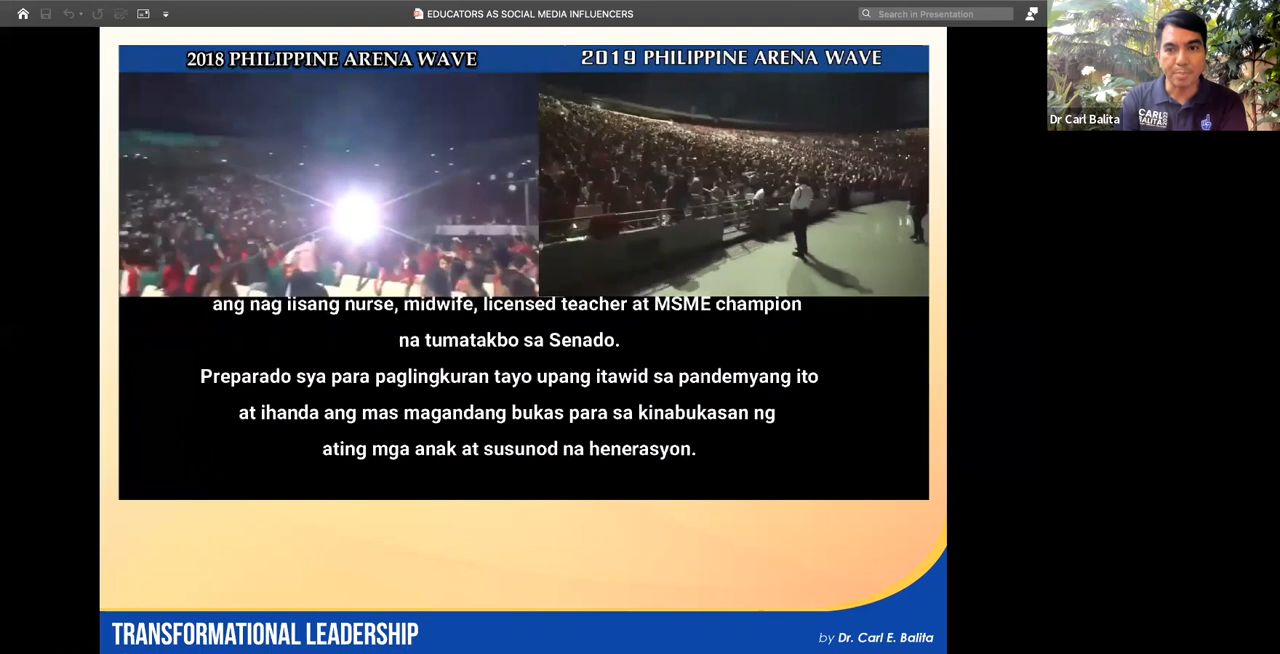 EDUCATORS AS SOCIAL MEDIA INFLUENCERS
Search in Presentation
2018 PHILIPPINE ARENA WAVE
2019 PHILIPPINE ARENA WAVE
Dr Carl Balita
CARL
BALITA
ang nag iisang nurse, midwife, licensed teacher at MSME champion
na tumatakbo sa Senado.
Preparado sya para paglingkuran tayo upang itawid sa pandemyang ito
at ihanda ang mas magandang bukas para sa kinabukasan ng
ating mga anak at susunod na henerasyon.
TRANSFORMATIONAL LEADERSHIP
by Dr. Carl E. Balita